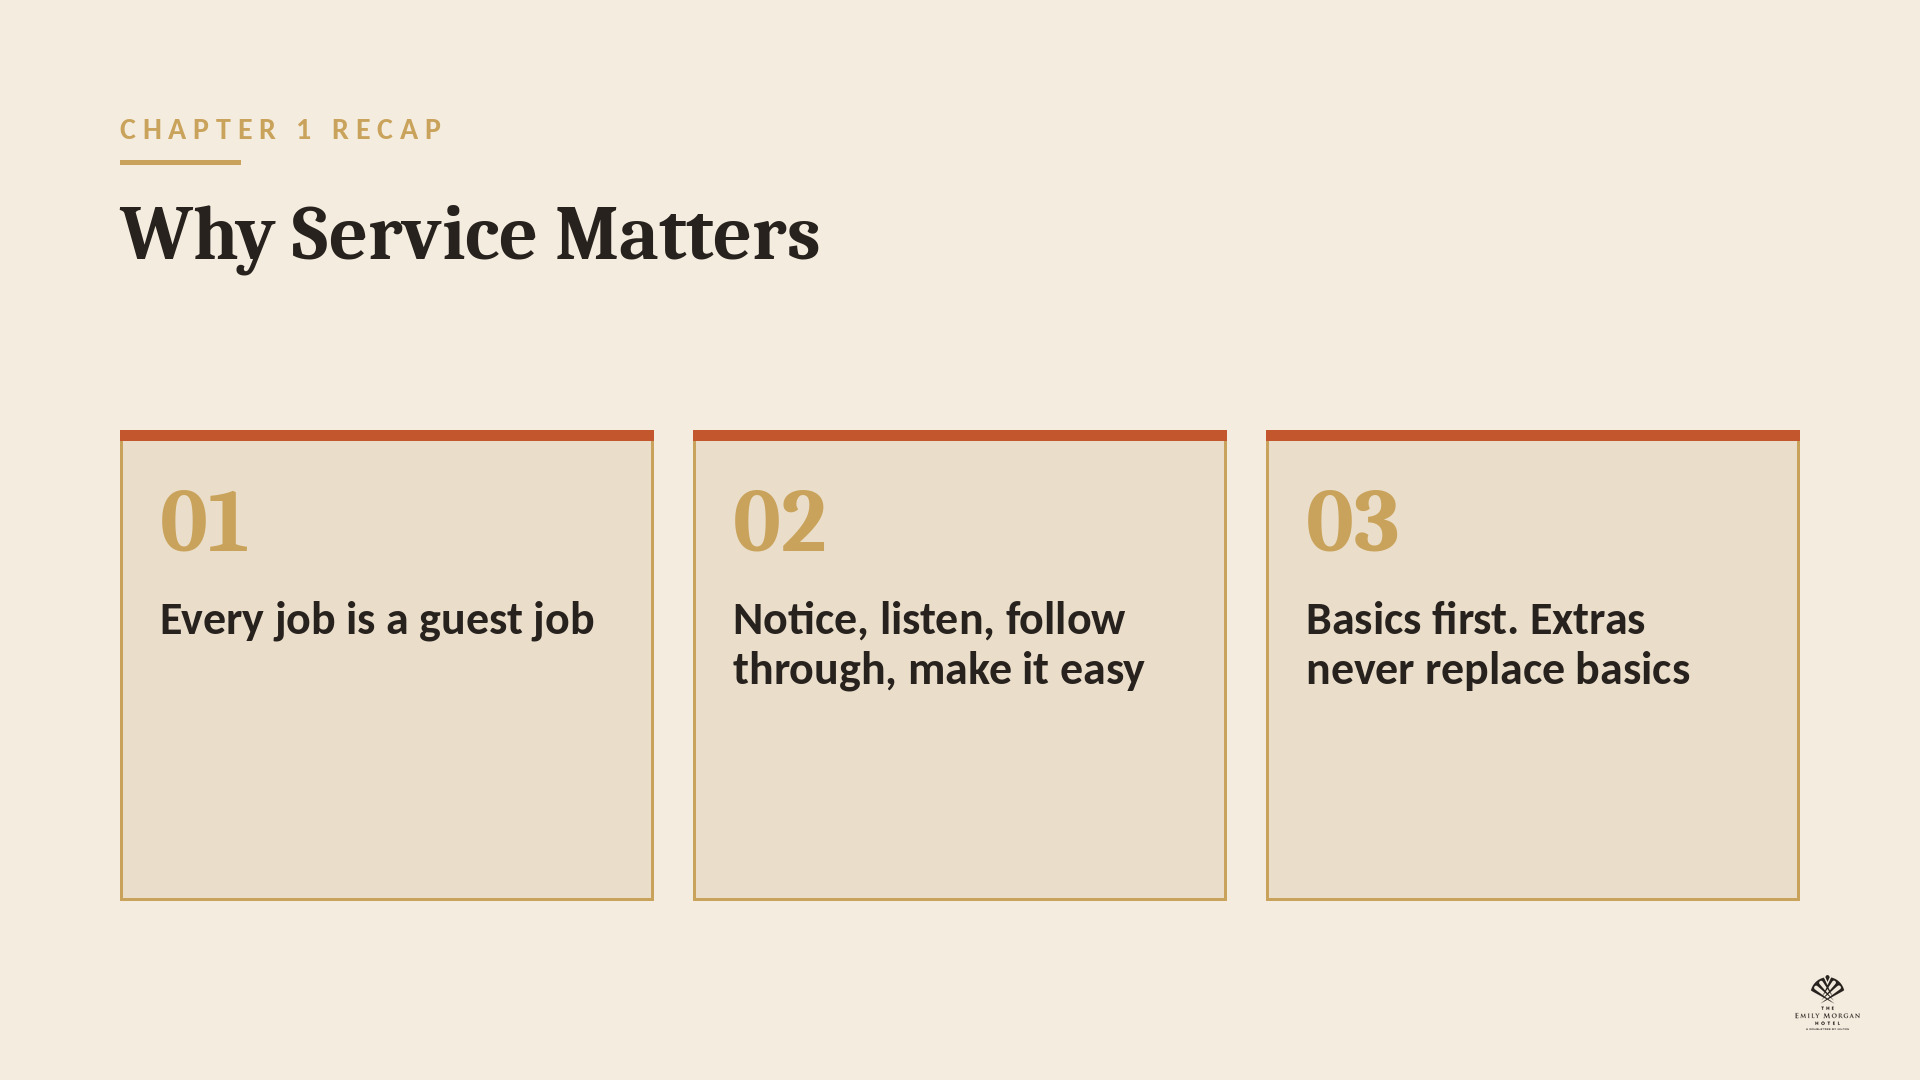 CHAPTER 1 RECAP
Why Service Matters
01
Every job is a guest job
02
Notice, listen, follow
through, make it easy
03
Basics first. Extras
never replace basics
THE
EMILY MORGAN
HOTEL